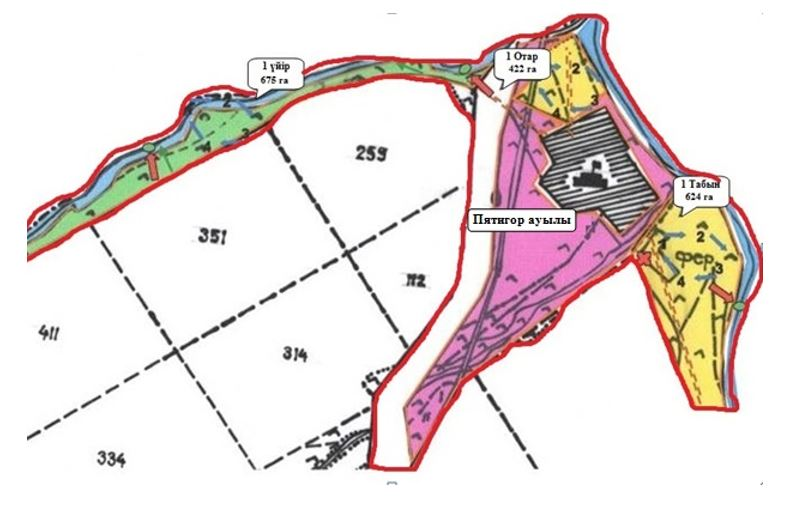 1 үйір
675 га
1 Отар
422 га
2
3
4
2
3
4
259
1 Табын
624 га
Пятигор ауылы
351
2
1
фер
3
4
112
411
314
334